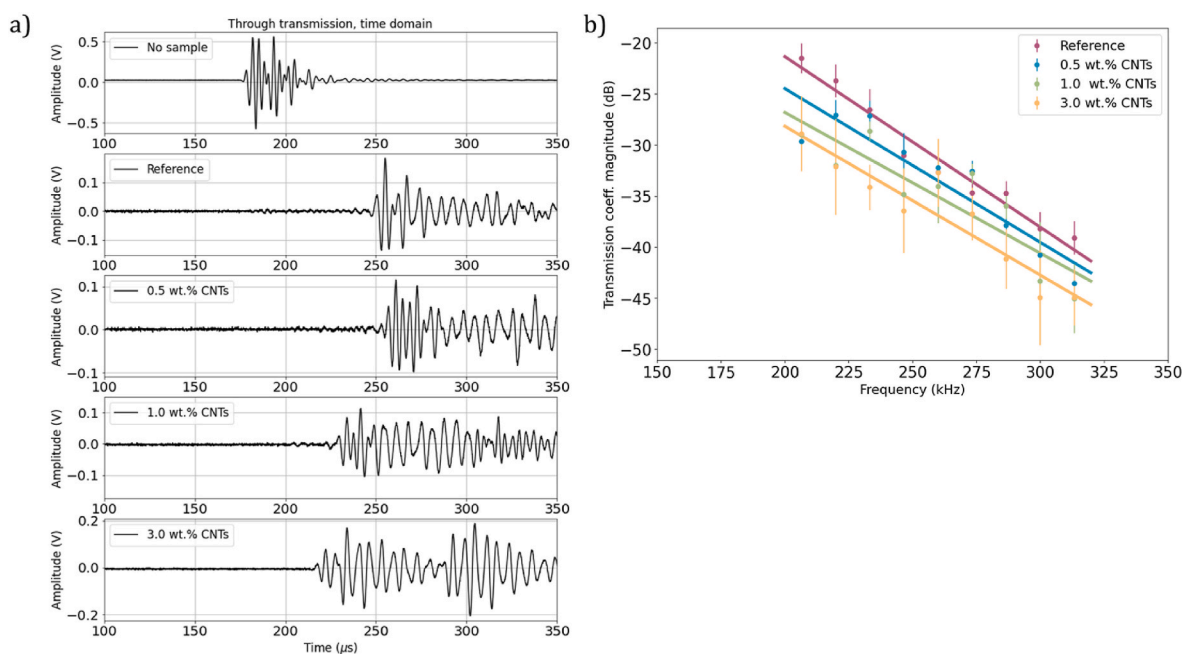 a)
Through transmission, time domain
Amplitude (V)
0.5
0.0
−0.5
No sample
100 150 200 250 300 350
Amplitude (V)
0.1
0.0
−0.1
Reference
100 150 200 250 300 350
Amplitude (V)
0.1
0.0
−0.1
0.5 wt.% CNTs
100 150 200 250 300 350
Amplitude (V)
0.1
0.0
−0.1
1.0 wt.% CNTs
100 150 200 250 300 350
Amplitude (V)
0.2
0.0
−0.2
3.0 wt.% CNTs
100 150 200 250 300 350
Time (μs)
b)
Transmission coeff. magnitude (dB)
−20
−25
−30
−35
−40
−45
−50
Reference
0.5 wt.% CNTs
1.0 wt.% CNTs
3.0 wt.% CNTs
150 175 200 225 250 275 300 325 350
Frequency (kHz)